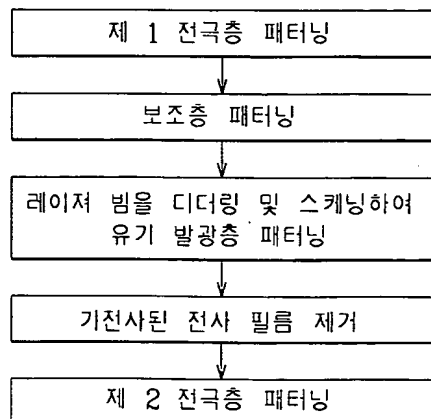 제 1 전극층 패터닝
보조층 패터닝
레이져 빔을 디더링 및 스케닝하여
유기 발광층 패터닝
기전사된 전사 필름 제거
제 2 전극층 패터닝